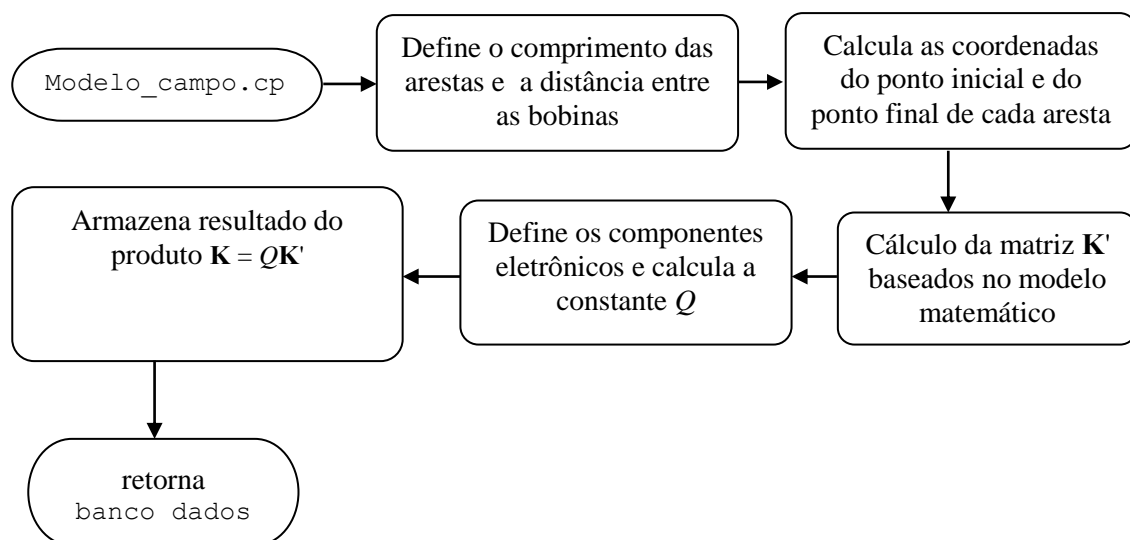 Modelo_campo.cp
Define o comprimento das
arestas e a distância entre
as bobinas
Calcula as coordenadas
do ponto inicial e do
ponto final de cada aresta
Cálculo da matriz K'
baseados no modelo
matemático
Define os componentes
eletrônicos e calcula a
constante Q
Armazena resultado do
produto K = QK'
retorna
banco dados